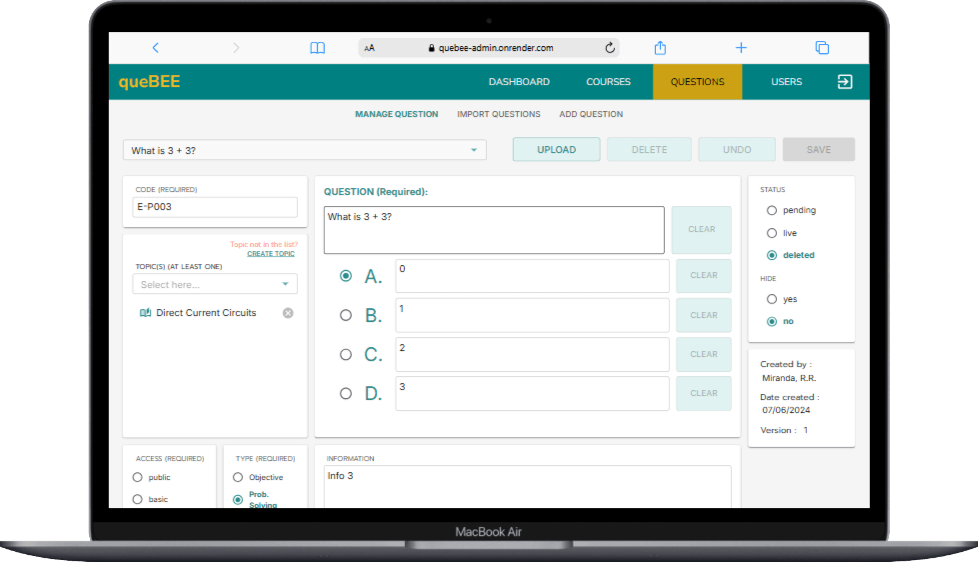 AA quebee-admin.onrender.com
queBEE DASHBOARD COURSES QUESTIONS USERS
MANAGE QUESTION IMPORT QUESTIONS ADD QUESTION
What is 3 + 3? UPLOAD DELETE UNDO SAVE
CODE (REQUIRED)
E-P003
Topic not in the list?
CREATE TOPIC
TOPIC(S) (AT LEAST ONE)
Select here...
Direct Current Circuits
QUESTION (Required):
What is 3 + 3?
CLEAR
A. 0 CLEAR
B. 1 CLEAR
C. 2 CLEAR
D. 3 CLEAR
STATUS
pending
live
deleted
HIDE
yes
no
Created by :
Miranda, R.R.
Date created :
07/06/2024
Version : 1
ACCESS (REQUIRED)
public
basic
TYPE (REQUIRED)
Objective
Prob.
Solving
INFORMATION
Info 3
MacBook Air